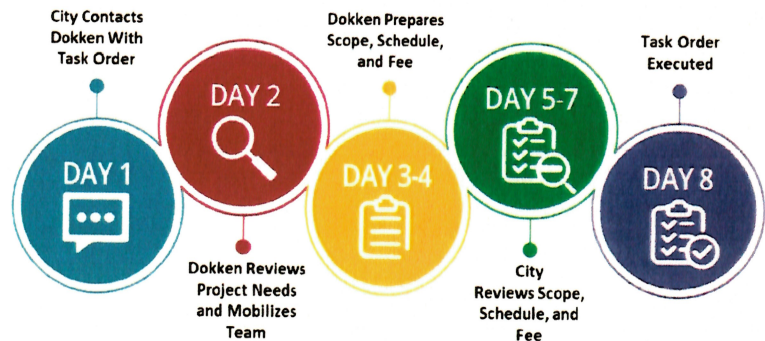 City Contacts
Dokken With
Task Order
DAY 1
DAY 2
Dokken Reviews
Project Needs
and Mobilizes
Team
Dokken Prepares
Scope, Schedule,
and Fee
DAY 3-4
DAY 5-7
City
Reviews Scope,
Schedule, and
Fee
Task Order
Executed
DAY 8